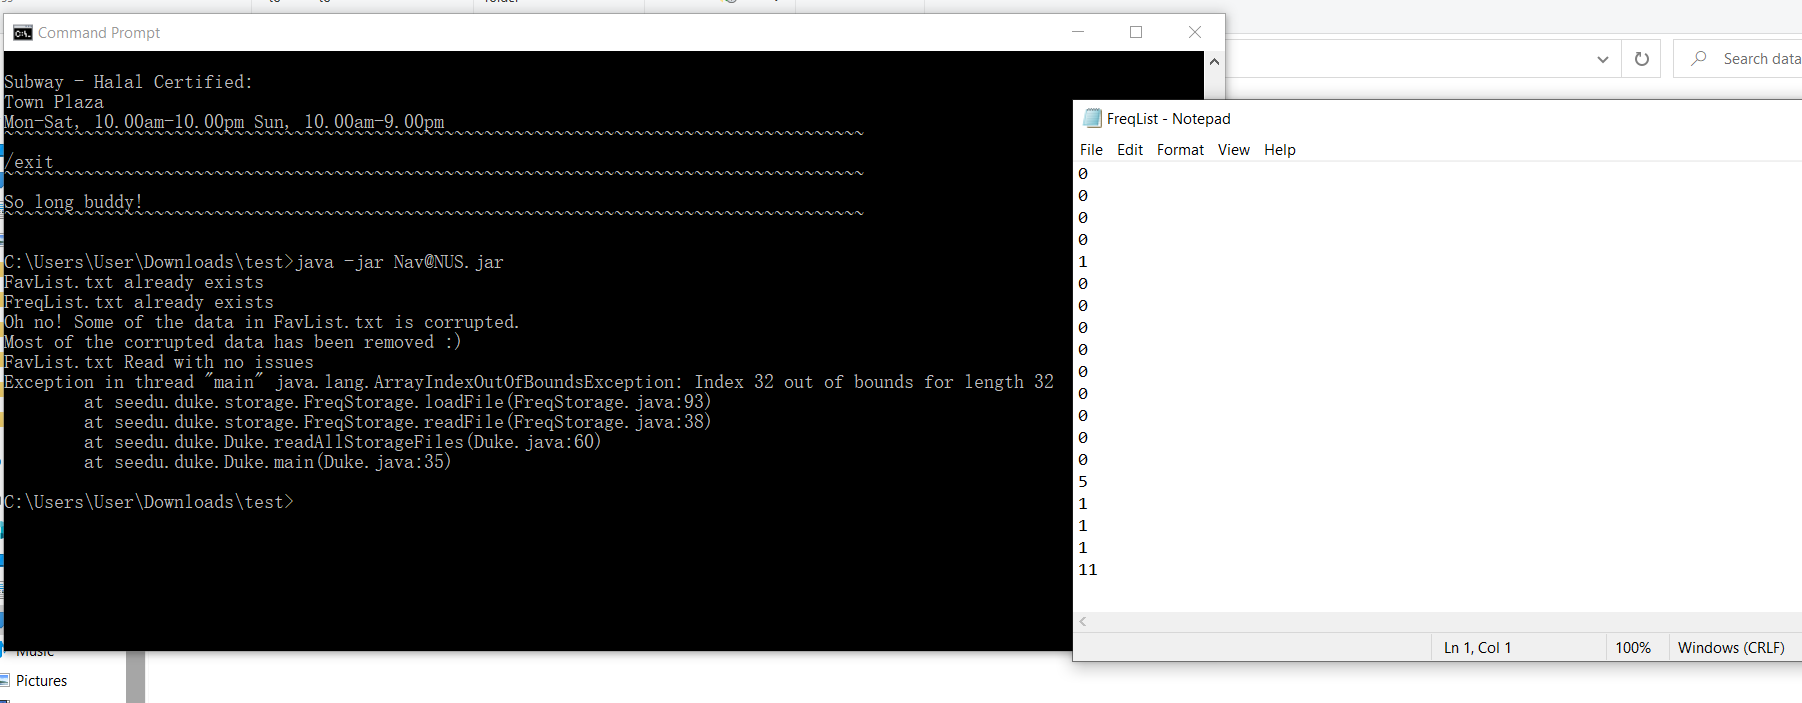 Command Prompt
Subway - Halal Certified:
Town Plaza
Mon-Sat, 10.00am-10.00pm Sun, 10.00am-9.00pm
~~~~~~~~~~~~~~~~~~~~~~~~~~~~~~~~~~~~~~~~~~~~~~~~~~~~~~~~~~~~~~~~~~~~~~~~~~~~~~~~~~~~~~
/exit
~~~~~~~~~~~~~~~~~~~~~~~~~~~~~~~~~~~~~~~~~~~~~~~~~~~~~~~~~~~~~~~~~~~~~~~~~~~~~~~~~~~~~~
So long buddy!
~~~~~~~~~~~~~~~~~~~~~~~~~~~~~~~~~~~~~~~~~~~~~~~~~~~~~~~~~~~~~~~~~~~~~~~~~~~~~~~~~~~~~~
C:\Users\User\Downloads\test>java -jar Nav@NUS.jar
FavList.txt already exists
FreqList.txt already exists
Oh no! Some of the data in FavList.txt is corrupted.
Most of the corrupted data has been removed :)
FavList.txt Read with no issues
Exception in thread "main" java.lang.ArrayIndexOutOfBoundsException: Index 32 out of bounds for length 32
at seedu.duke.storage.FreqStorage.loadFile(FreqStorage.java:93)
at seedu.duke.storage.FreqStorage.readFile(FreqStorage.java:38)
at seedu.duke.Duke.readAllStorageFiles(Duke.java:60)
at seedu.duke.Duke.main(Duke.java:35)
C:\Users\User\Downloads\test>
Search data
FreqList - Notepad
File Edit Format View Help
0
0
0
0
1
0
0
0
0
0
0
0
0
0
5
1
1
1
11
Ln 1, Col 1 100% Windows (CRLF)
Music
Pictures